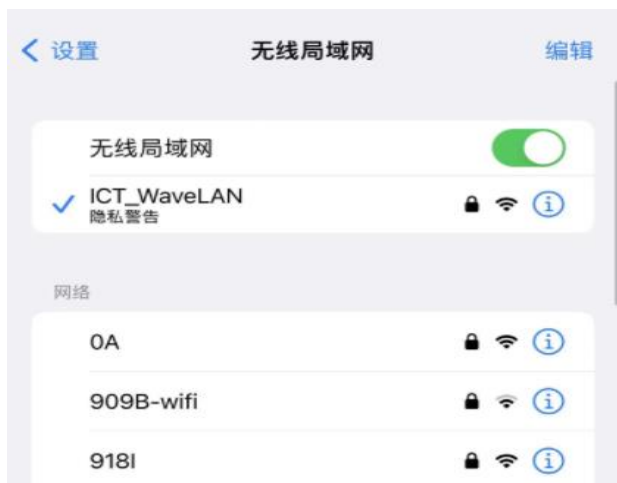 设置 无线局域网 编辑
无线局域网
ICT_WaveLAN
隐私警告
网络
0A
909B-wifi
918I